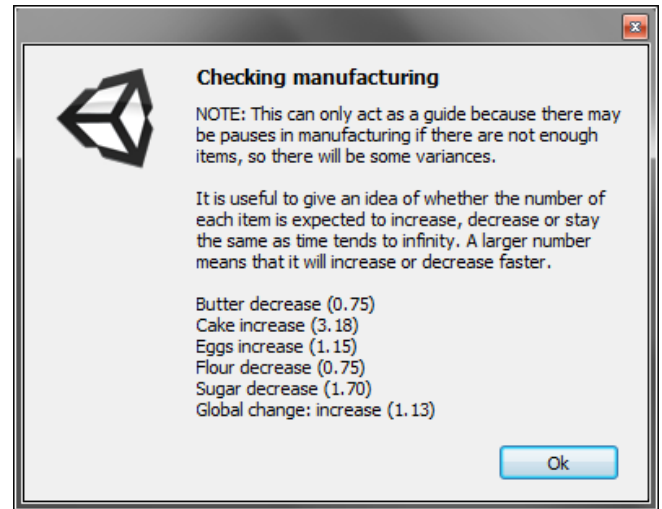 Checking manufacturing
NOTE: This can only act as a guide because there may
be pauses in manufacturing if there are not enough
items, so there will be some variances.
It is useful to give an idea of whether the number of
each item is expected to increase, decrease or stay
the same as time tends to infinity. A larger number
means that it will increase or decrease faster.
Butter decrease (0.75)
Cake increase (3.18)
Eggs increase (1.15)
Flour decrease (0.75)
Sugar decrease (1.70)
Global change: increase (1.13)
Ok